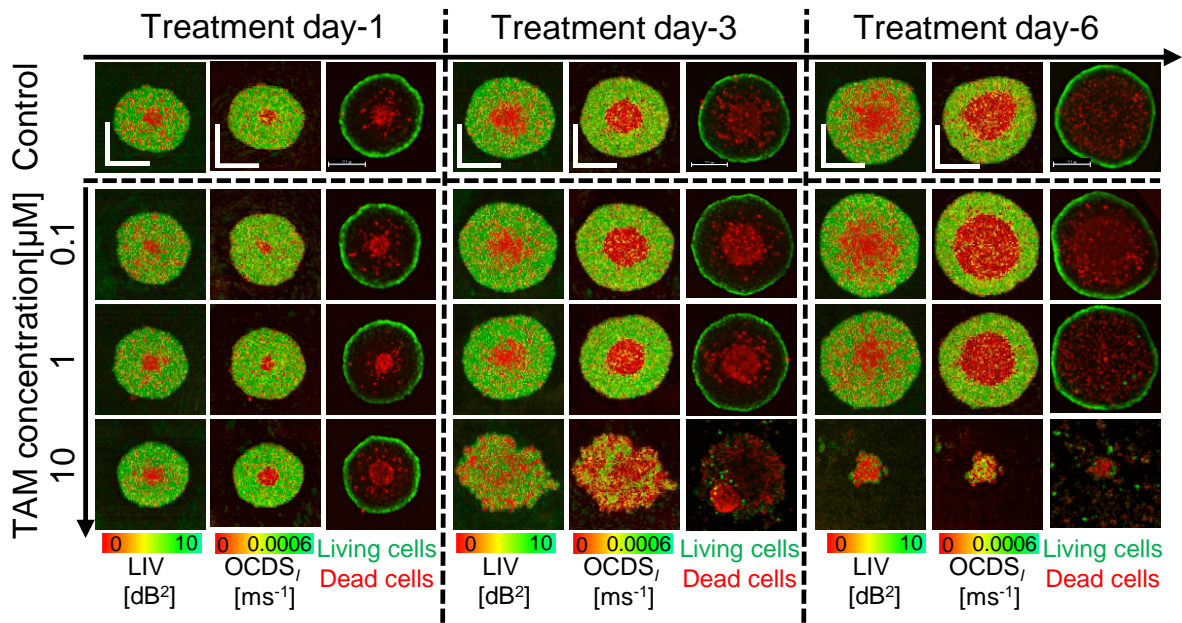 Treatment day-1 Treatment day-3 Treatment day-6
Control
TAM concentration[μM]
0.1
1
10
0 10 0 0.0006 Living cells 0 10 0 0.0006 Living cells 0 10 0 0.0006 Living cells
LIV OCDSₗ Dead cells LIV OCDSₗ Dead cells LIV OCDSₗ Dead cells
[dB²] [ms⁻¹] [dB²] [ms⁻¹] [dB²] [ms⁻¹]